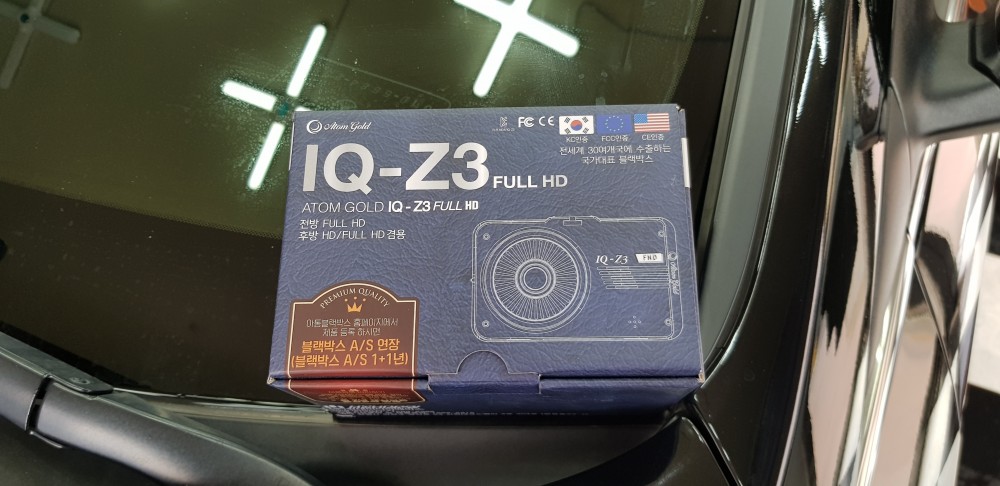 Atom Gold
FC CE
KC인증 FCC인증 CE인증
전세계 30여개국에 수출하는
국가대표 블랙박스
IQ-Z3 FULL HD
ATOM GOLD IQ-Z3 FULL HD
전방 FULL HD
후방 HD/FULL HD겸용
IQ-Z3 FHD
PREMIUM QUALITY
아톰블랙박스 홈페이지에서
제품 등록 하시면
블랙박스 A/S 연장
(블랙박스 A/S 1+1년)